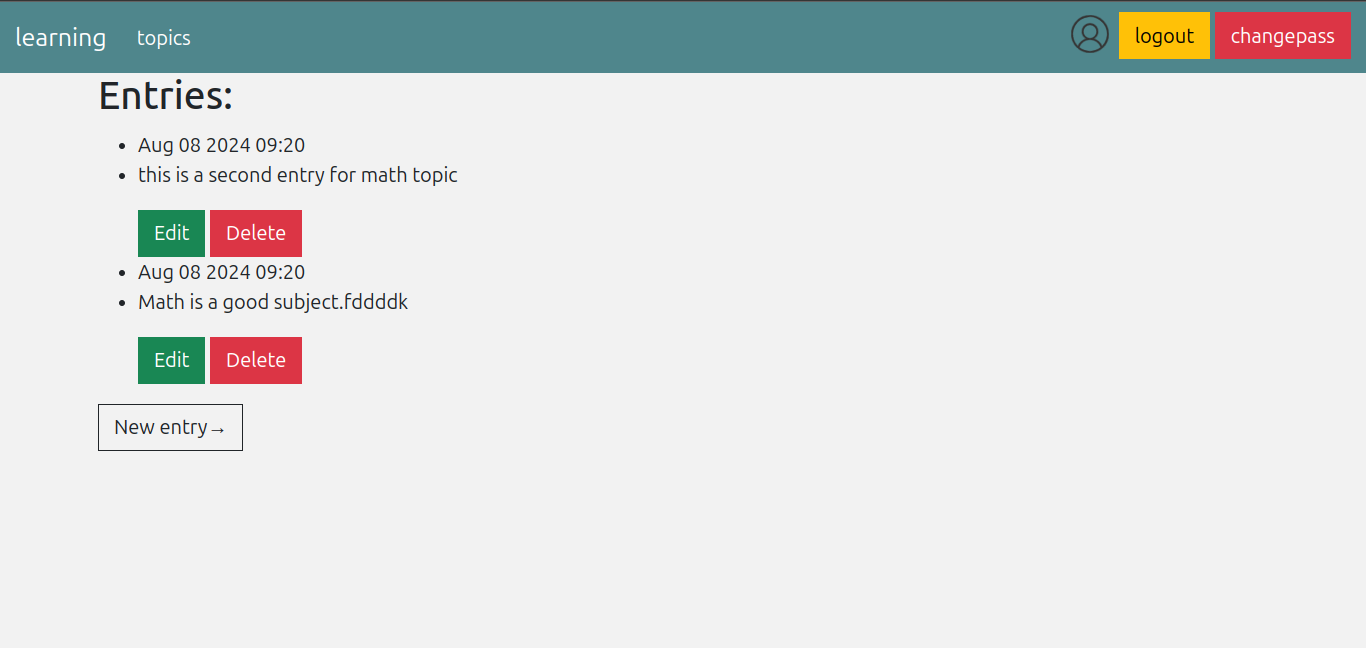 learning topics logout changepass
Entries:
Aug 08 2024 09:20
this is a second entry for math topic
Edit Delete
Aug 08 2024 09:20
Math is a good subject.fddddk
Edit Delete
New entry→